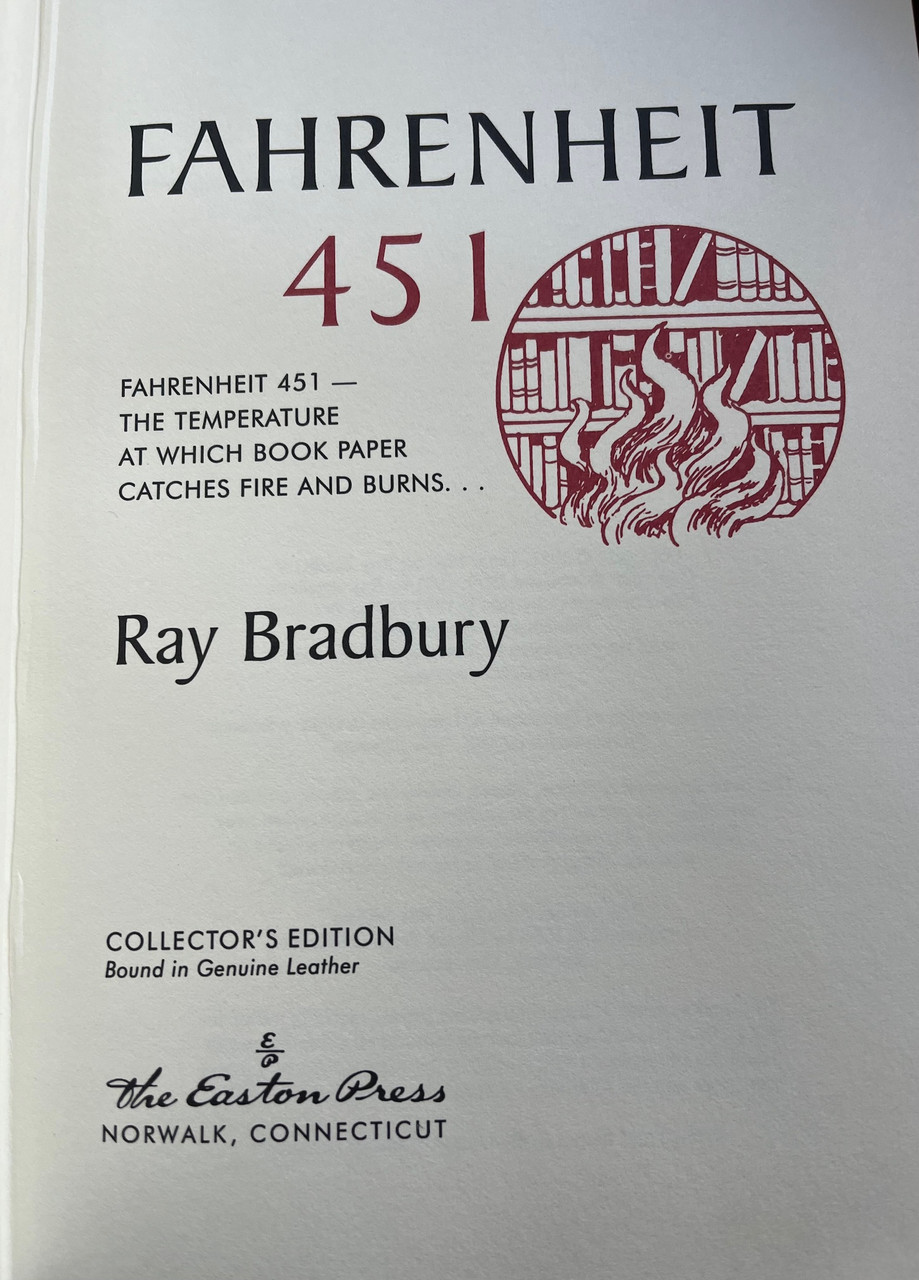 FAHRENHEIT
451
FAHRENHEIT 451 —
THE TEMPERATURE
AT WHICH BOOK PAPER
CATCHES FIRE AND BURNS. . .
Ray Bradbury
COLLECTOR'S EDITION
Bound in Genuine Leather
E
P
The Easton Press
NORWALK, CONNECTICUT